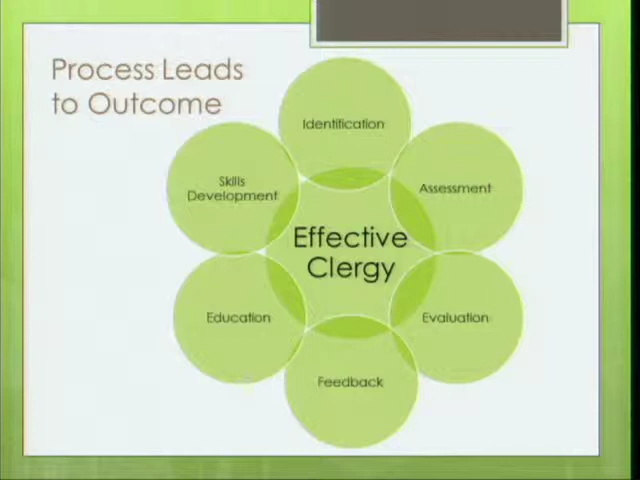 Process Leads
to Outcome
Identification
Skills
Development
Assessment
Effective
Clergy
Education
Evaluation
Feedback